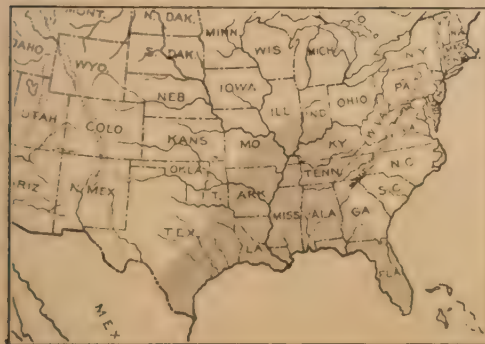 MONT.
N. DAK.
MINN
IDAHO
WYO
S. DAK.
WIS
MICH
N Y
NEB
IOWA
PA.
UTAH
COLO
ILL
IND
OHIO
KANS
MO
KY
VA
ARIZ
N. MEX
OKLA
I. T.
ARK
TENN
N.C.
S.C.
TEX
LA
MISS
ALA
GA
FLA
MEX